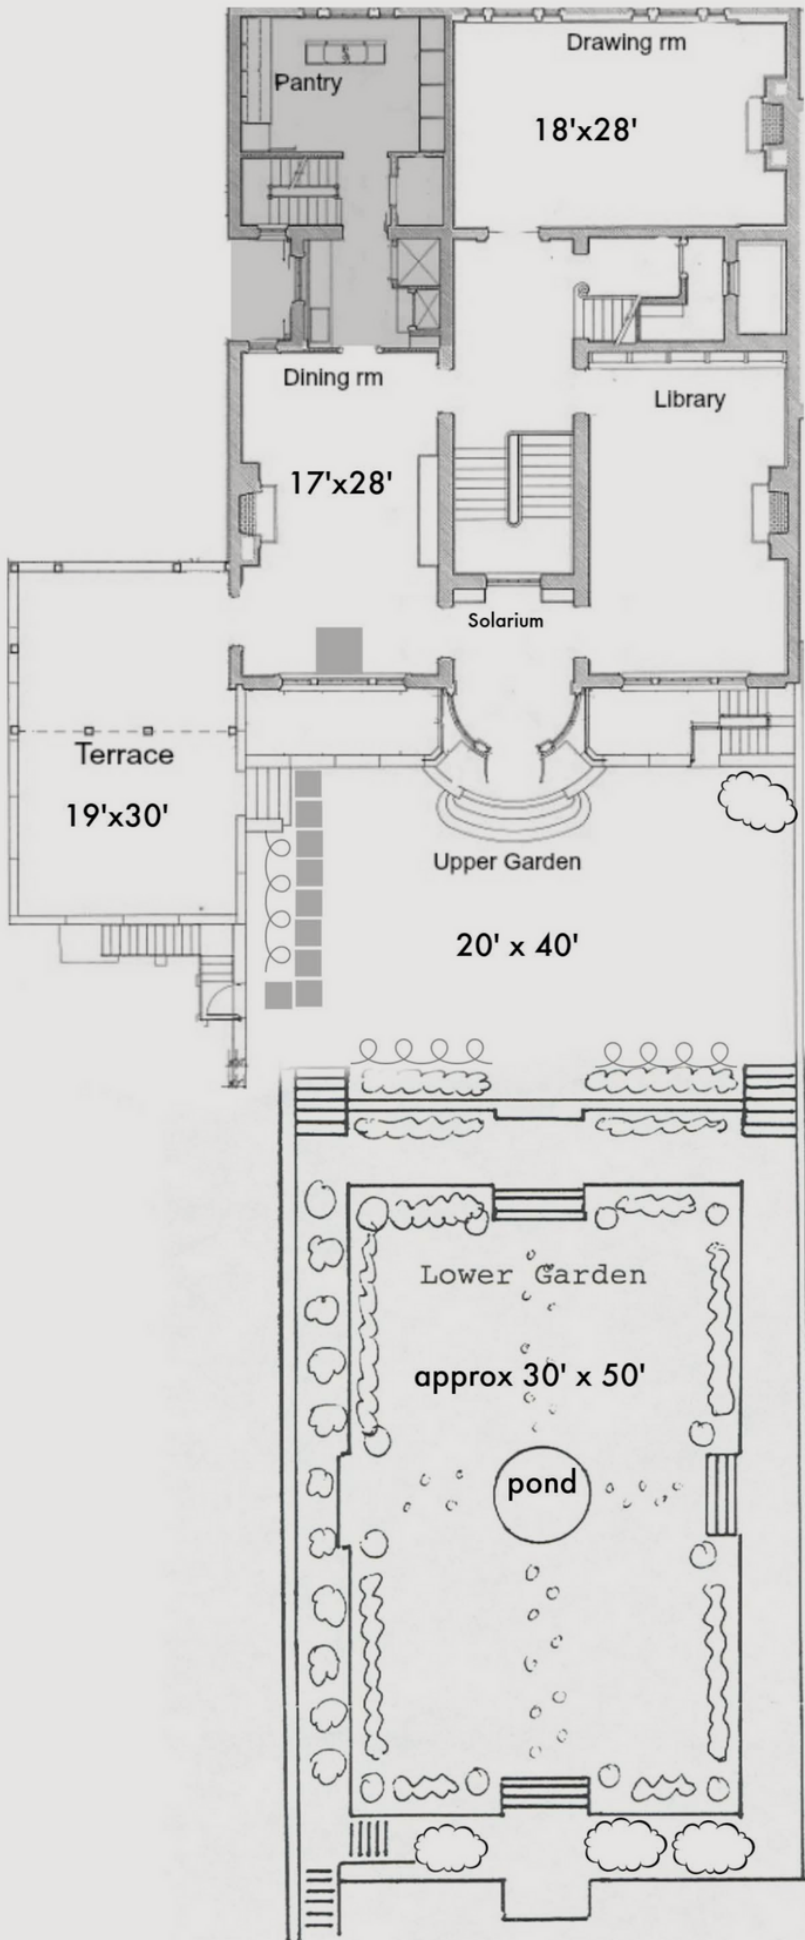 Drawing rm
Pantry
18'x28'
Dining rm
Library
17'x28'
Solarium
Terrace
19'x30'
Upper Garden
20' x 40'
Lower Garden
approx 30' x 50'
pond